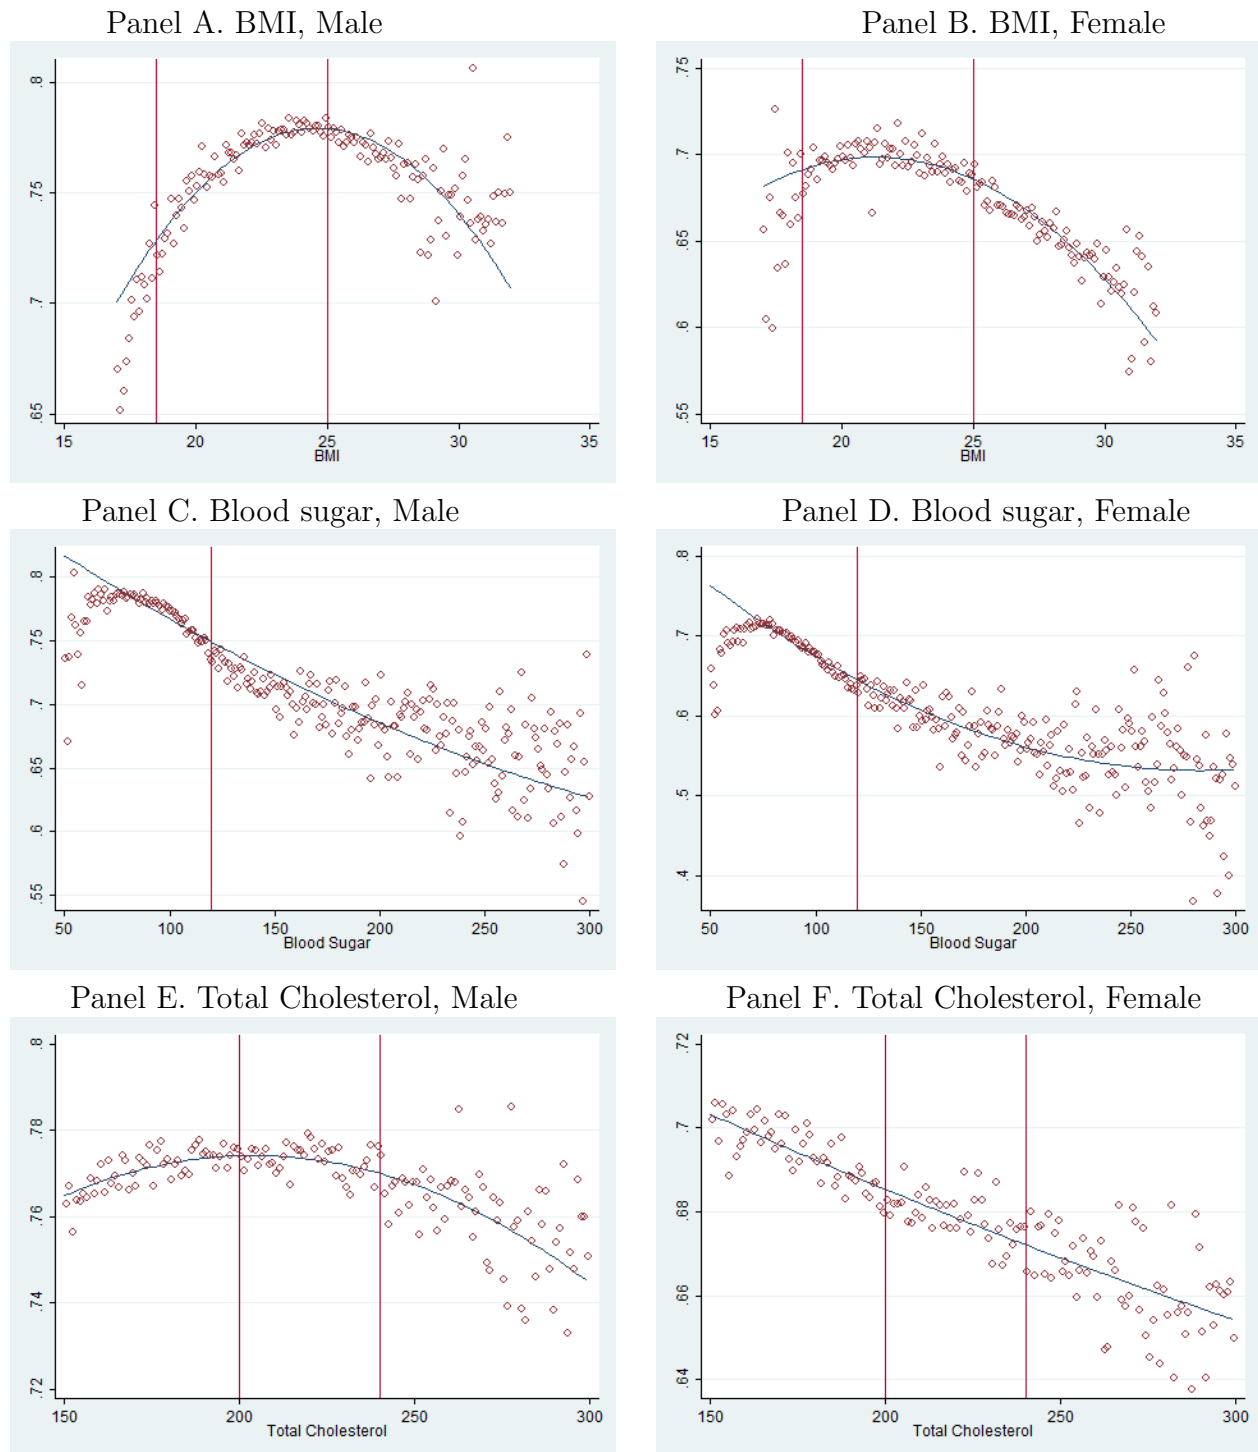 Panel A. BMI, Male
Panel B. BMI, Female
.8
.75
.7
.65
15 20 25 30 35
BMI
.75
.7
.65
.6
.55
15 20 25 30 35
BMI
Panel C. Blood sugar, Male
Panel D. Blood sugar, Female
.8
.75
.7
.65
.6
.55
50 100 150 200 250 300
Blood Sugar
.8
.7
.6
.5
.4
50 100 150 200 250 300
Blood Sugar
Panel E. Total Cholesterol, Male
Panel F. Total Cholesterol, Female
.8
.78
.76
.74
.72
150 200 250 300
Total Cholesterol
.72
.7
.68
.66
.64
150 200 250 300
Total Cholesterol